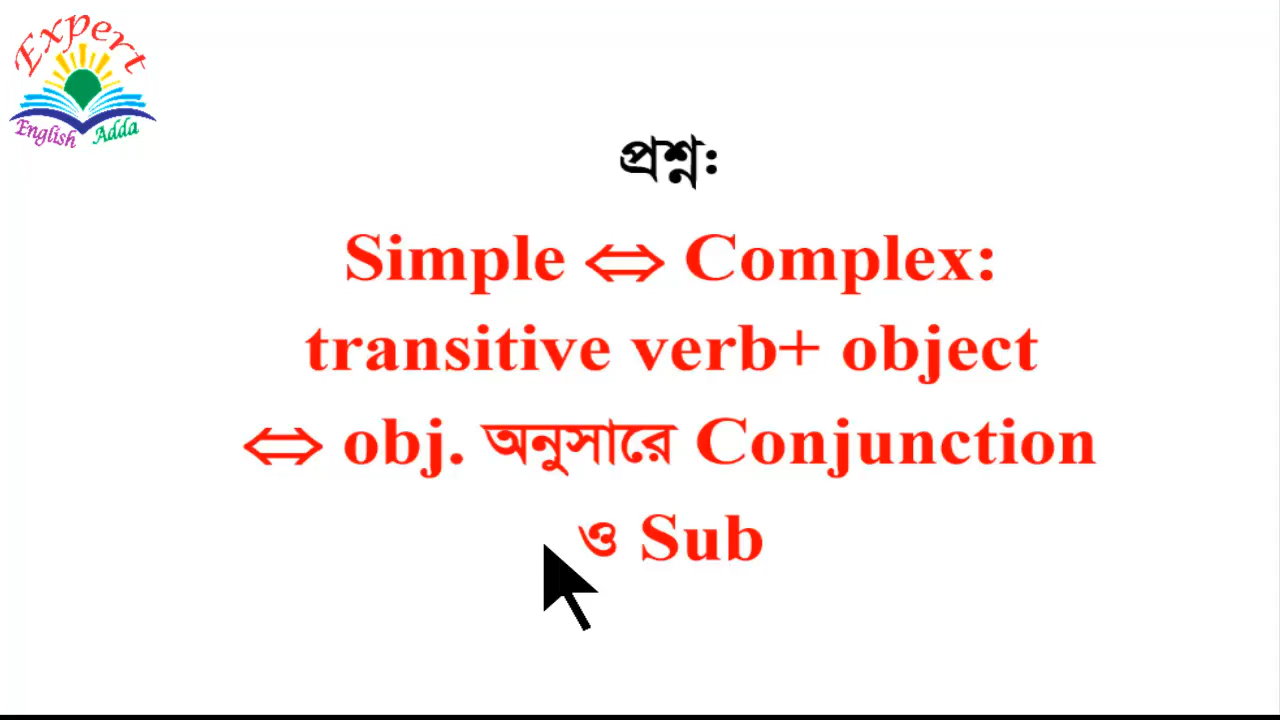 Expert
English Adda
প্রশ্নঃ
Simple ⇔ Complex:
transitive verb+ object
⇔ obj. অনুসারে Conjunction
ও Sub